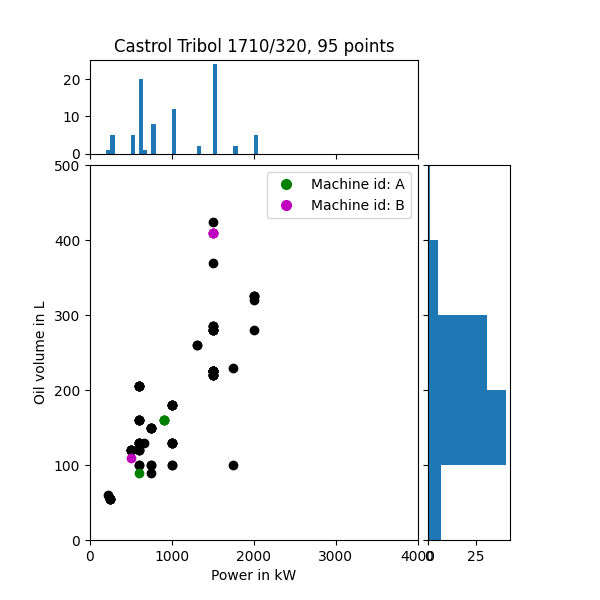 Castrol Tribol 1710/320, 95 points
20
10
0
500
400
300
200
100
0
Oil volume in L
Machine id: A
Machine id: B
0 1000 2000 3000 4000
0 25
Power in kW